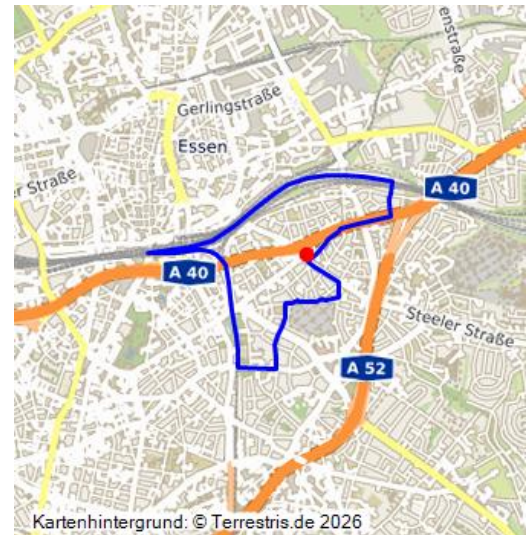 enstraße
Gerlingstraße
Essen
er Straße
A 40
A 40
Steeler Straße
A 52
Kartenhintergrund: © Terrestris.de 2026